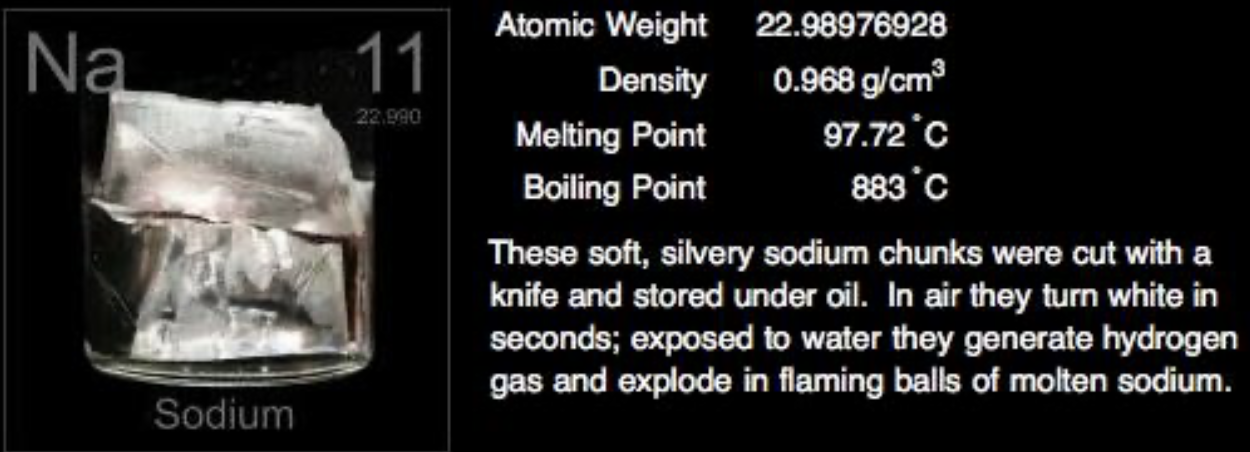 Na 11
22.990
Sodium
Atomic Weight 22.98976928
Density 0.968 g/cm³
Melting Point 97.72 ˚C
Boiling Point 883 ˚C
These soft, silvery sodium chunks were cut with a
knife and stored under oil.  In air they turn white in
seconds; exposed to water they generate hydrogen
gas and explode in flaming balls of molten sodium.